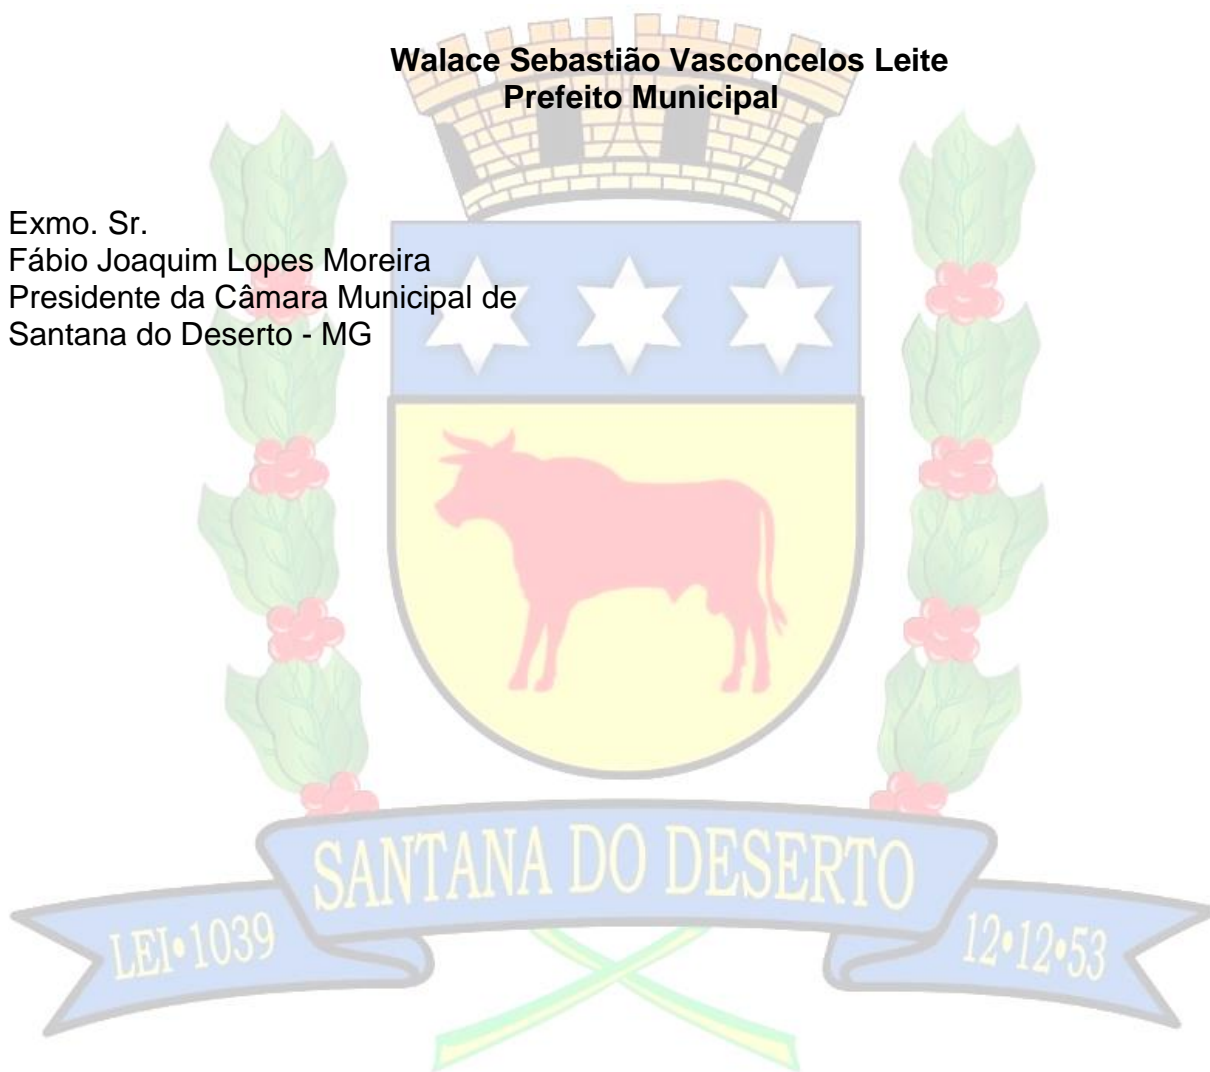 Walace Sebastião Vasconcelos Leite
Prefeito Municipal
Exmo. Sr.
Fábio Joaquim Lopes Moreira
Presidente da Câmara Municipal de
Santana do Deserto - MG
SANTANA DO DESERTO
LEI•1039
12•12•53